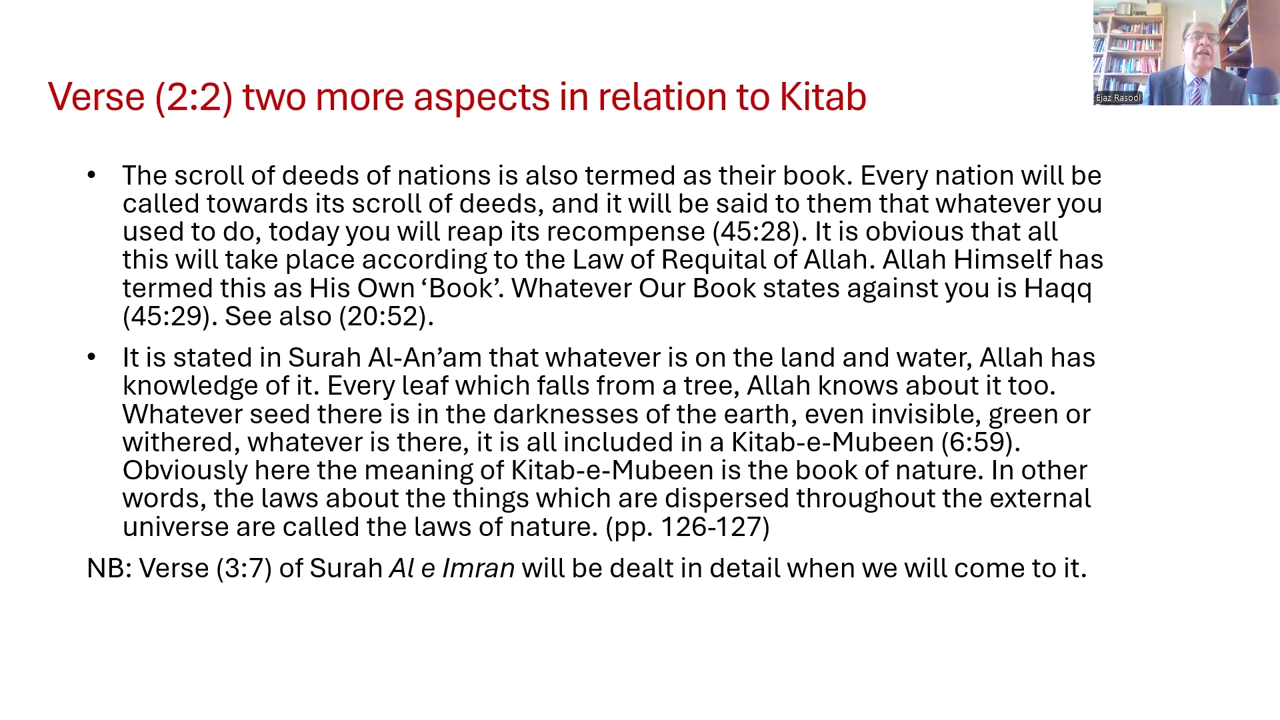 Ejaz Rasool
Verse (2:2) two more aspects in relation to Kitab
• The scroll of deeds of nations is also termed as their book. Every nation will be
called towards its scroll of deeds, and it will be said to them that whatever you
used to do, today you will reap its recompense (45:28). It is obvious that all
this will take place according to the Law of Requital of Allah. Allah Himself has
termed this as His Own ‘Book’. Whatever Our Book states against you is Haqq
(45:29). See also (20:52).
• It is stated in Surah Al-An’am that whatever is on the land and water, Allah has
knowledge of it. Every leaf which falls from a tree, Allah knows about it too.
Whatever seed there is in the darknesses of the earth, even invisible, green or
withered, whatever is there, it is all included in a Kitab-e-Mubeen (6:59).
Obviously here the meaning of Kitab-e-Mubeen is the book of nature. In other
words, the laws about the things which are dispersed throughout the external
universe are called the laws of nature. (pp. 126-127)
NB: Verse (3:7) of Surah Al e Imran will be dealt in detail when we will come to it.